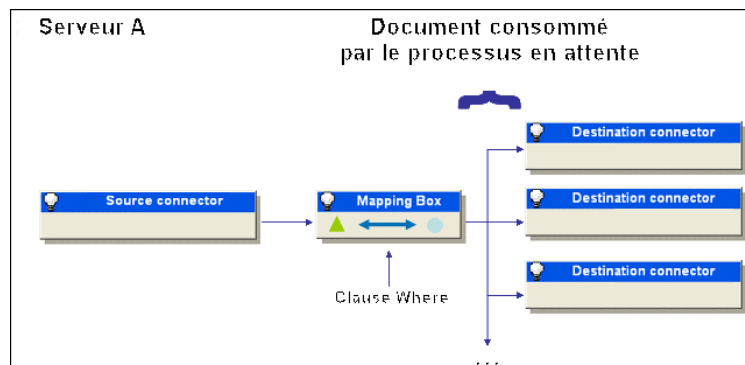 Serveur A
Document consommé
par le processus en attente
Destination connector
Source connector
Mapping Box
Destination connector
Clause Where
Destination connector
...